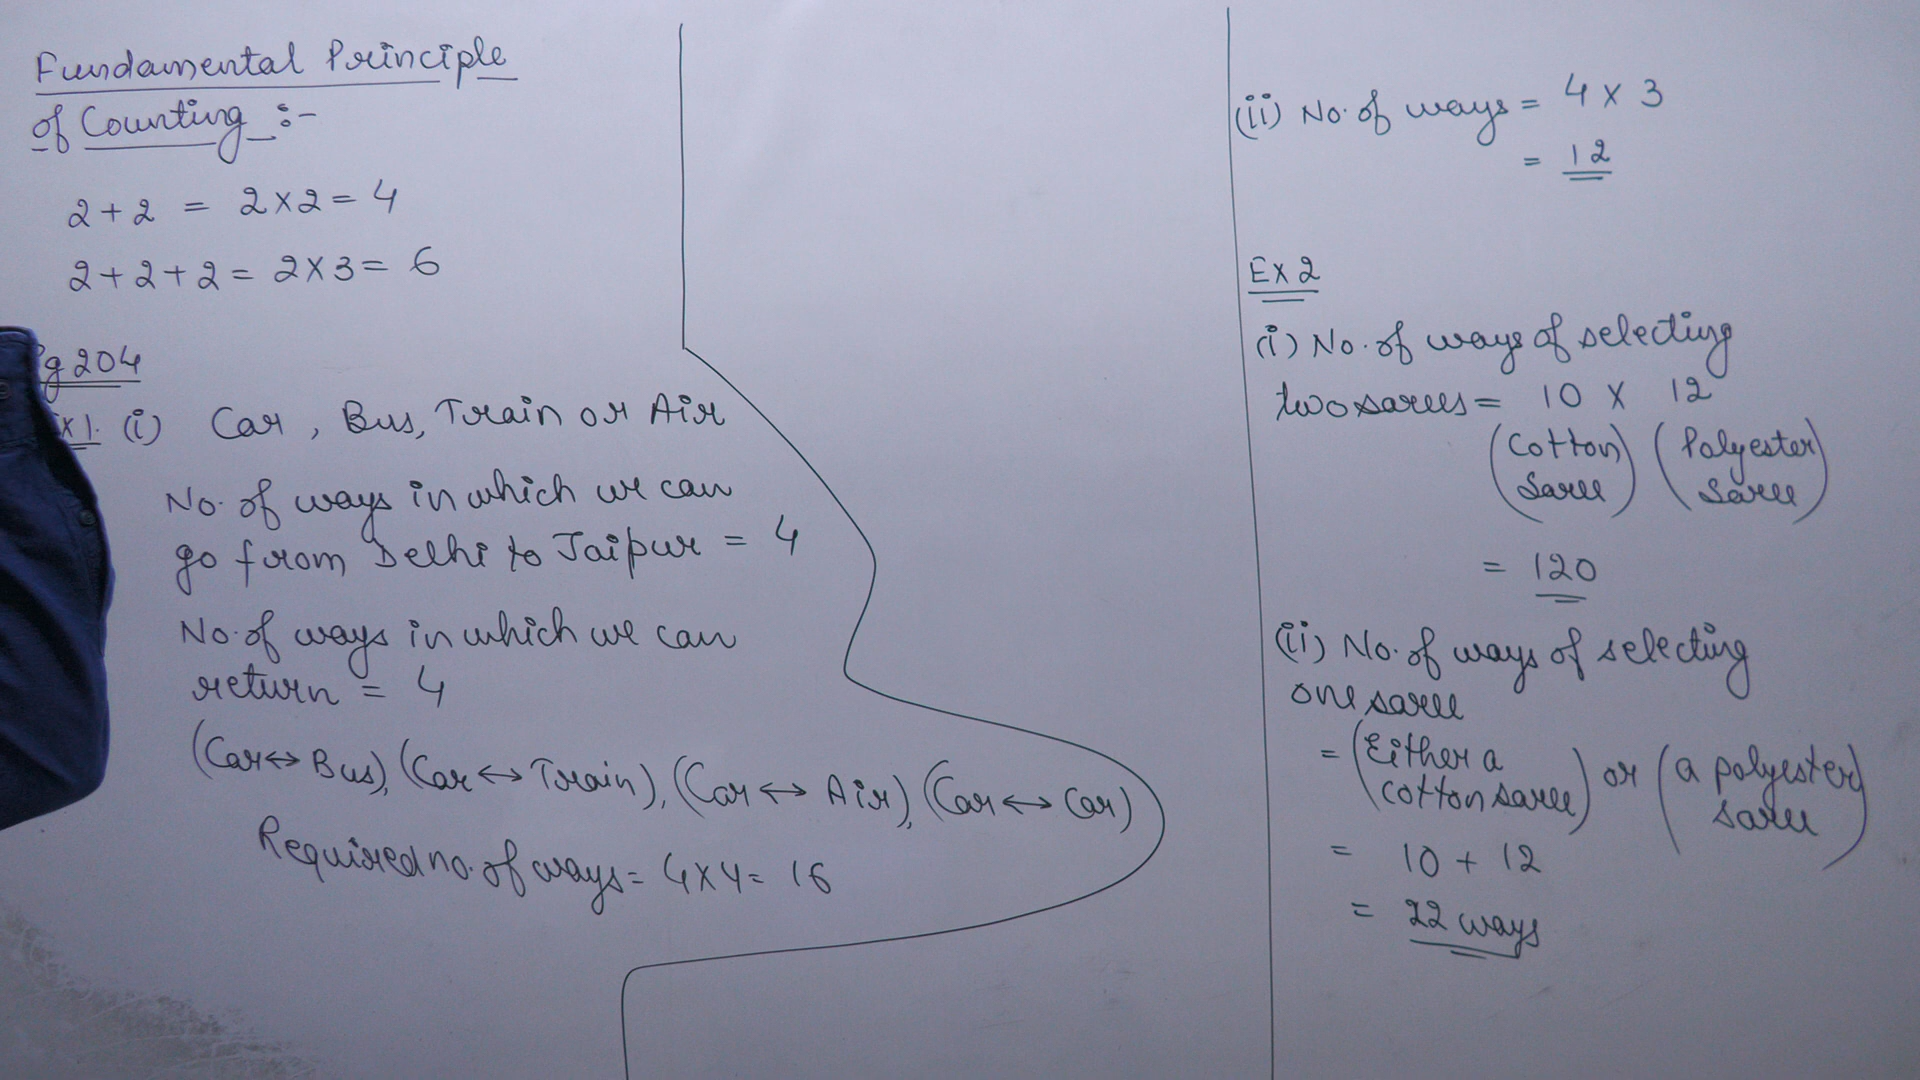 Fundamental Principle
of Counting :-
2+2 = 2×2= 4
2+2+2= 2×3= 6
g 204
x 1. (i) Car, Bus, Train or Air
No. of ways in which we can
go from Delhi to Jaipur = 4
No. of ways in which we can
return = 4
(Car↔Bus), (Car↔Train), (Car↔Air), (Car↔Car)
Required no. of ways= 4×4= 16
(ii) No. of ways = 4×3
= 12
Ex 2
(i) No. of ways of selecting
two sarees = 10 × 12
(Cotton Saree) (Polyester Saree)
= 120
(ii) No. of ways of selecting
one saree
= (Either a cotton saree) or (a polyester saree)
= 10 + 12
= 22 ways